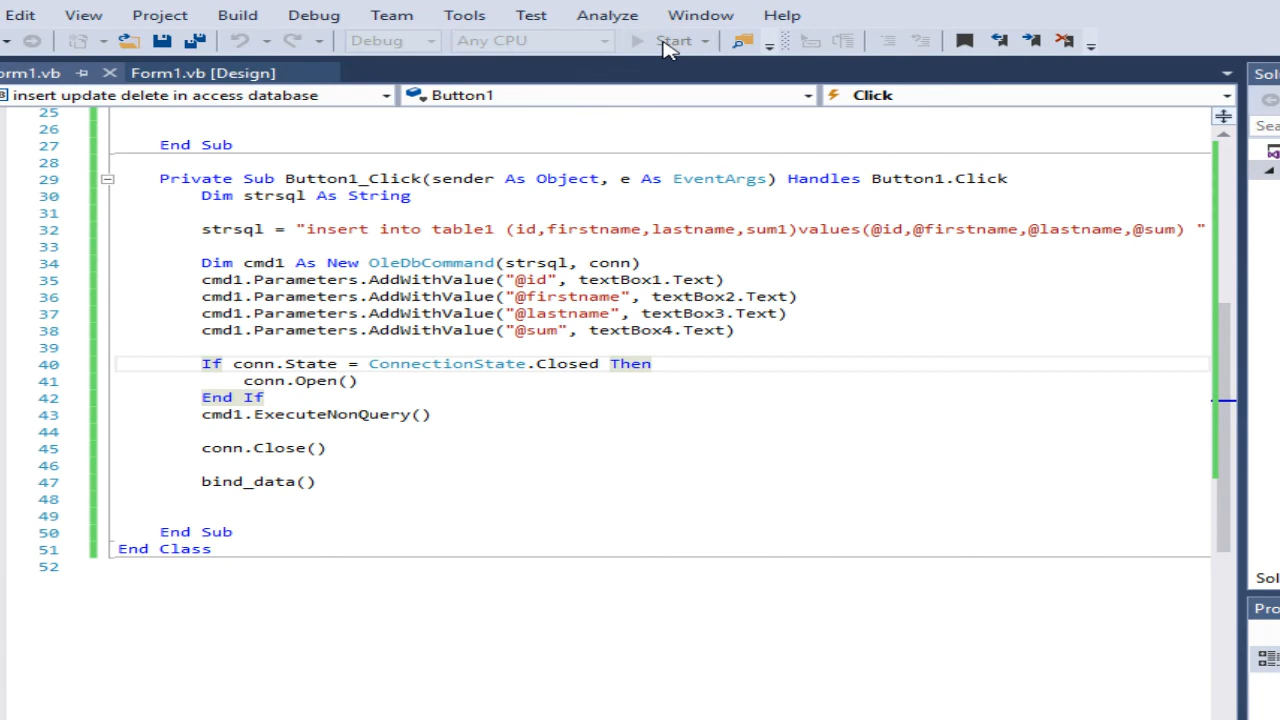 Edit View Project Build Debug Team Tools Test Analyze Window Help
Debug Any CPU Start
orm1.vb Form1.vb [Design] Sol
insert update delete in access database Button1 Click
Sea
25
26
27 End Sub
28
29 Private Sub Button1_Click(sender As Object, e As EventArgs) Handles Button1.Click
30 Dim strsql As String
31
32 strsql = "insert into table1 (id,firstname,lastname,sum1)values(@id,@firstname,@lastname,@sum) "
33
34 Dim cmd1 As New OleDbCommand(strsql, conn)
35 cmd1.Parameters.AddWithValue("@id", textBox1.Text)
36 cmd1.Parameters.AddWithValue("@firstname", textBox2.Text)
37 cmd1.Parameters.AddWithValue("@lastname", textBox3.Text)
38 cmd1.Parameters.AddWithValue("@sum", textBox4.Text)
39
40 If conn.State = ConnectionState.Closed Then
41 conn.Open()
42 End If
43 cmd1.ExecuteNonQuery()
44
45 conn.Close()
46
47 bind_data()
48
49
50 End Sub
51 End Class
52
Sol
Pro